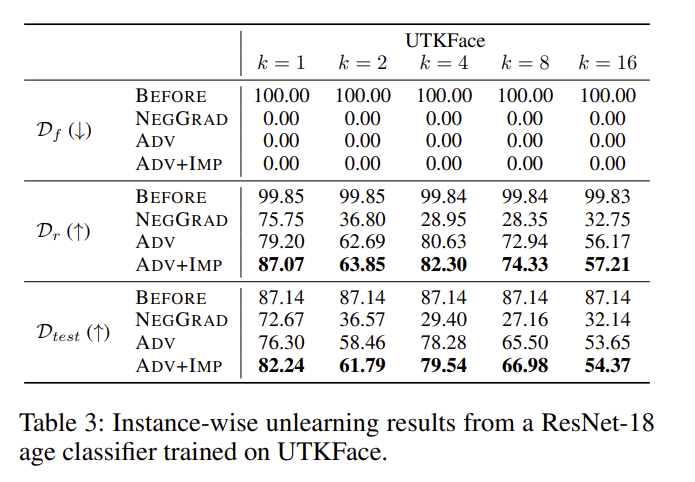 UTKFace
k = 1 k = 2 k = 4 k = 8 k = 16
BEFORE 100.00 100.00 100.00 100.00 100.00
NEGGRAD 0.00 0.00 0.00 0.00 0.00
D_f (↓)
ADV 0.00 0.00 0.00 0.00 0.00
ADV+IMP 0.00 0.00 0.00 0.00 0.00
BEFORE 99.85 99.85 99.84 99.84 99.83
NEGGRAD 75.75 36.80 28.95 28.35 32.75
D_r (↑)
ADV 79.20 62.69 80.63 72.94 56.17
ADV+IMP 87.07 63.85 82.30 74.33 57.21
BEFORE 87.14 87.14 87.14 87.14 87.14
NEGGRAD 72.67 36.57 29.40 27.16 32.14
D_test (↑)
ADV 76.30 58.46 78.28 65.50 53.65
ADV+IMP 82.24 61.79 79.54 66.98 54.37
Table 3: Instance-wise unlearning results from a ResNet-18
age classifier trained on UTKFace.